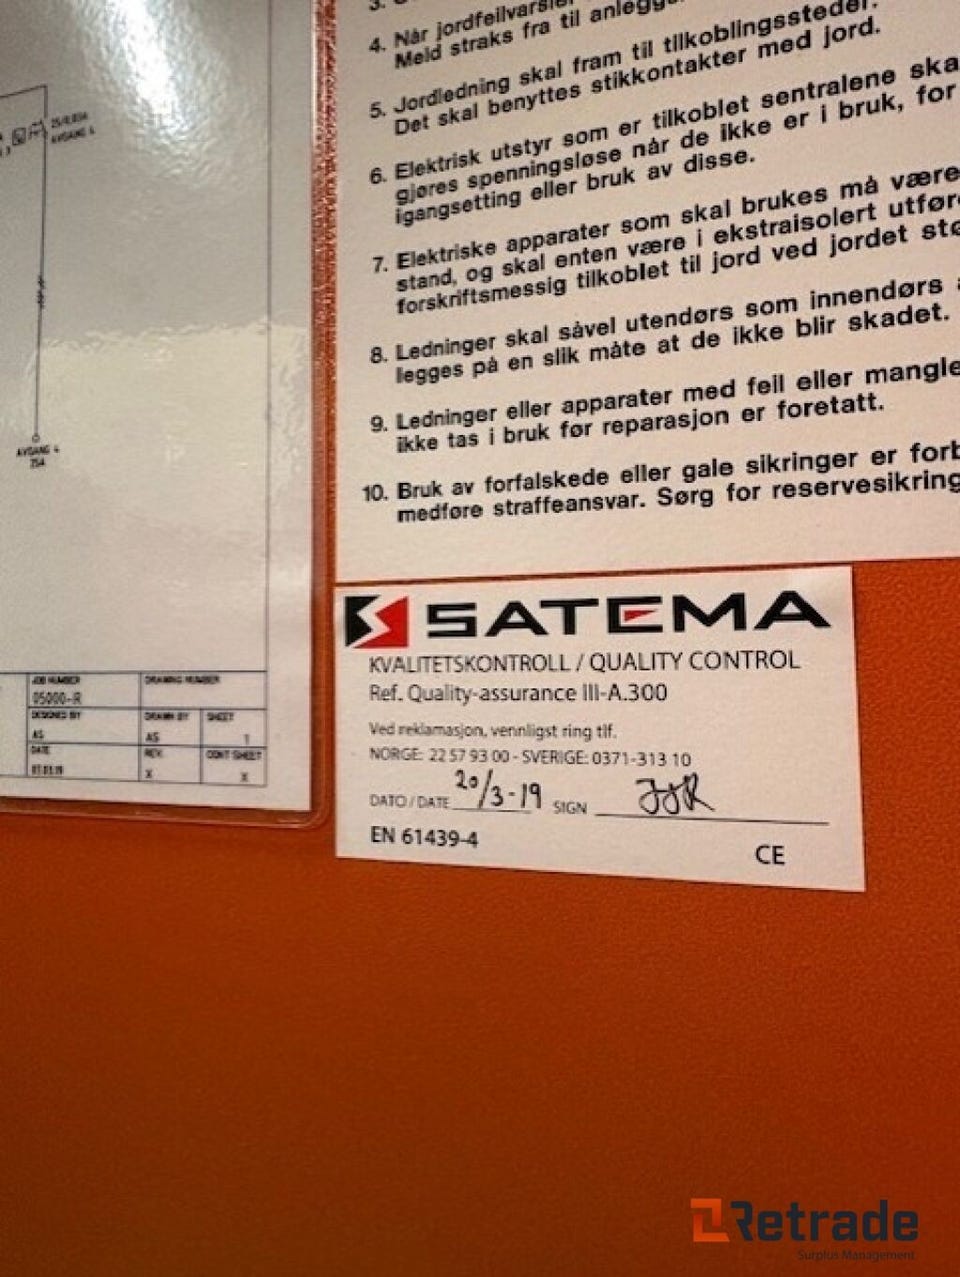 4. Når jordfeilvarsler
Meld straks fra til anlegg
5. Jordledning skal fram til tilkoblingsstedet.
Det skal benyttes stikkontakter med jord.
6. Elektrisk utstyr som er tilkoblet sentralene ska
gjøres spenningsløse når de ikke er i bruk, for
igangsetting eller bruk av disse.
7. Elektriske apparater som skal brukes må være
stand, og skal enten være i ekstraisolert utfør
forskriftsmessig tilkoblet til jord ved jordet stø
8. Ledninger skal såvel utendørs som innendørs
legges på en slik måte at de ikke blir skadet.
9. Ledninger eller apparater med feil eller mangle
ikke tas i bruk før reparasjon er foretatt.
10. Bruk av forfalskede eller gale sikringer er forb
medføre straffeansvar. Sørg for reservesikring
AVGANG 4
25A
JOB NUMBER DRAWING NUMBER
05000-R
DESIGNED BY DRAWN BY SHEET
AS AS 1
DATE REV. CONT SHEET
X X
SATEMA
KVALITETSKONTROLL / QUALITY CONTROL
Ref. Quality-assurance III-A.300
Ved reklamasjon, vennligst ring tlf.
NORGE: 22 57 93 00 - SVERIGE: 0371-313 10
DATO / DATE 20/3-19 SIGN JJR
EN 61439-4
CE
Retrade
Surplus Management